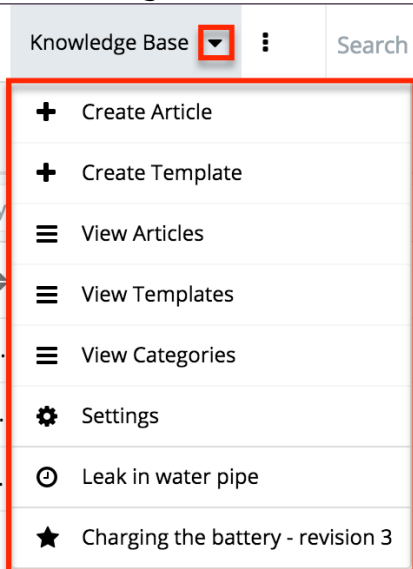 Knowledge Base
Search
Create Article
Create Template
View Articles
View Templates
View Categories
Settings
Leak in water pipe
Charging the battery - revision 3